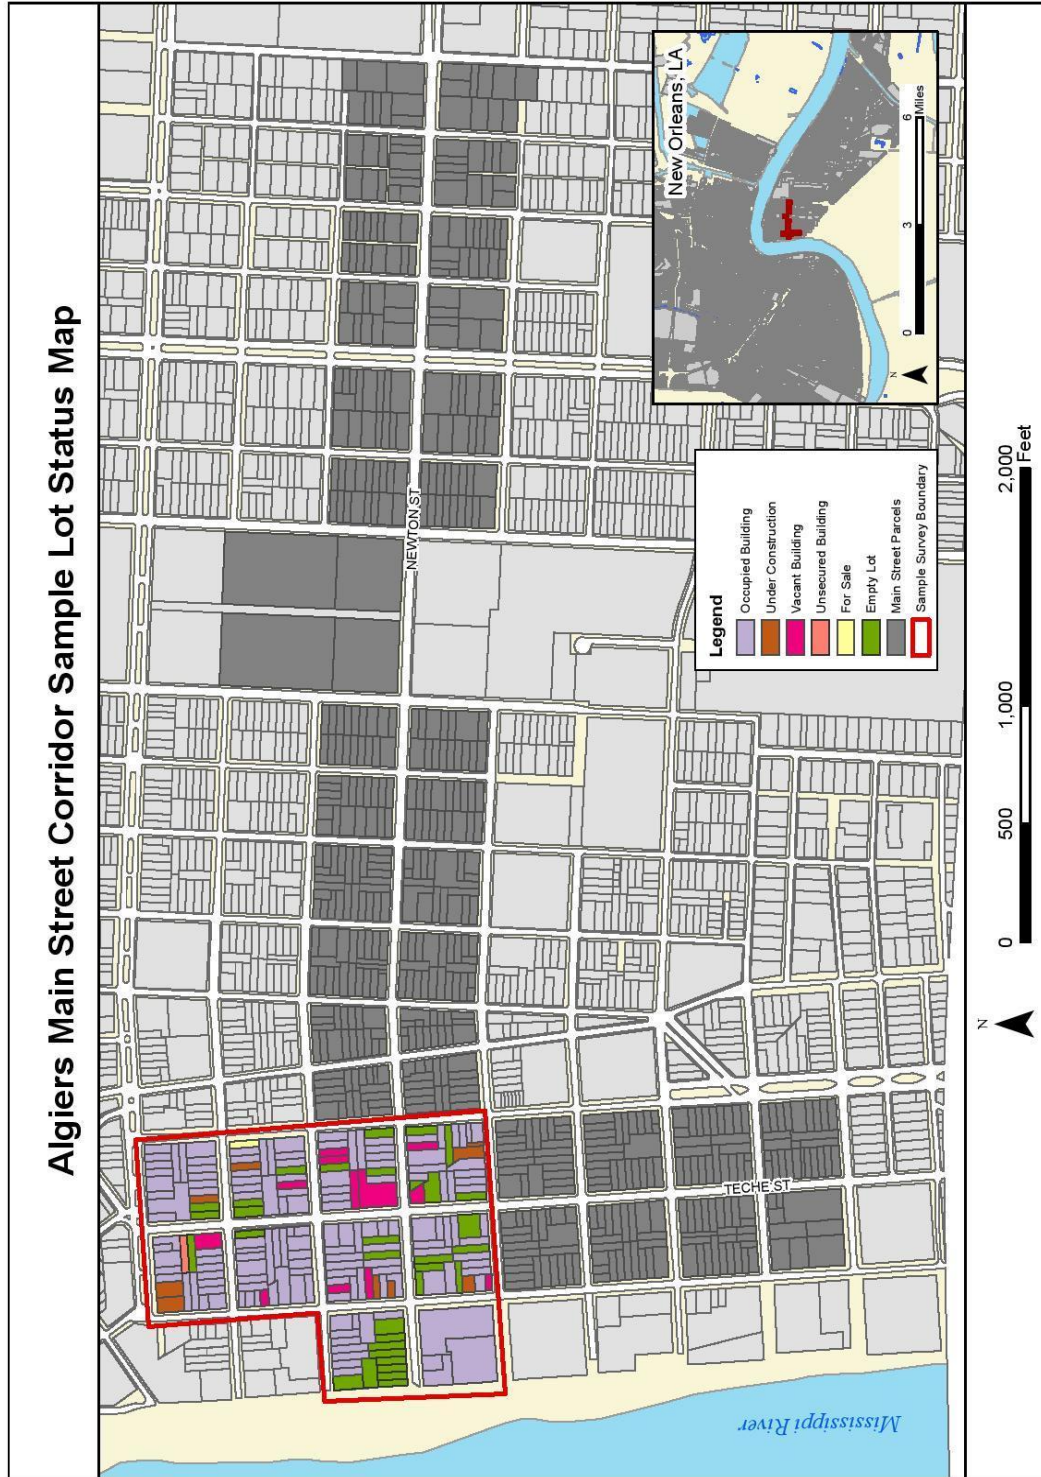 Algiers Main Street Corridor Sample Lot Status Map
NEWTON ST
TECHE ST
Mississippi River
New Orleans, LA
N
0 3 6
Miles
Legend
Occupied Building
Under Construction
Vacant Building
Unsecured Building
For Sale
Empty Lot
Main Street Parcels
Sample Survey Boundary
N
0 500 1,000 2,000
Feet